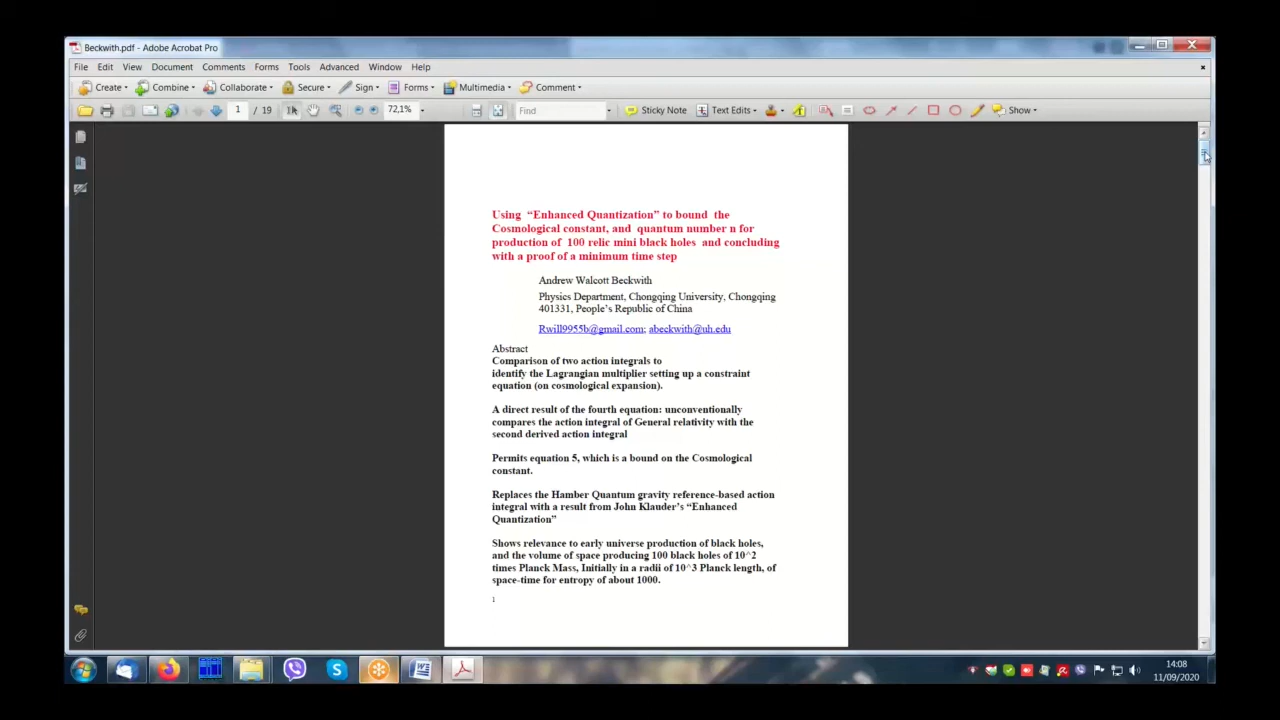 Beckwith.pdf - Adobe Acrobat Pro
File Edit View Document Comments Forms Tools Advanced Window Help
Create Combine Collaborate Secure Sign Forms Multimedia Comment
1 / 19 72,1% Find Sticky Note Text Edits Show
Using “Enhanced Quantization” to bound the
Cosmological constant, and quantum number n for
production of 100 relic mini black holes and concluding
with a proof of a minimum time step
Andrew Walcott Beckwith
Physics Department, Chongqing University, Chongqing
401331, People’s Republic of China
Rwill9955b@gmail.com; abeckwith@uh.edu
Abstract
Comparison of two action integrals to
identify the Lagrangian multiplier setting up a constraint
equation (on cosmological expansion).
A direct result of the fourth equation: unconventionally
compares the action integral of General relativity with the
second derived action integral
Permits equation 5, which is a bound on the Cosmological
constant.
Replaces the Hamber Quantum gravity reference-based action
integral with a result from John Klauder’s “Enhanced
Quantization”
Shows relevance to early universe production of black holes,
and the volume of space producing 100 black holes of 10^2
times Planck Mass, Initially in a radii of 10^3 Planck length, of
space-time for entropy of about 1000.
1
14:08
11/09/2020